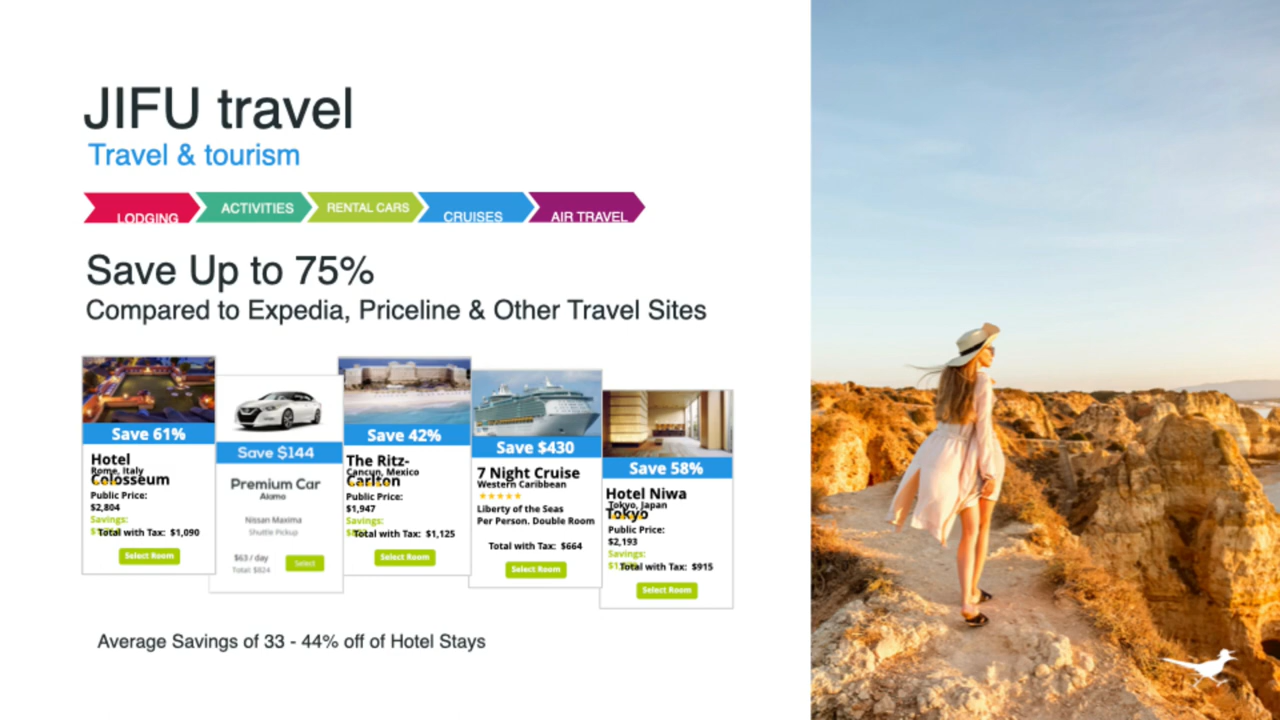 JIFU travel
Travel & tourism
LODGING
ACTIVITIES
RENTAL CARS
CRUISES
AIR TRAVEL
Save Up to 75%
Compared to Expedia, Priceline & Other Travel Sites
Save 61%
Hotel
Rome, Italy
Colosseum
Public Price:
$2,804
Savings:
Total with Tax: $1,090
Select Room
Save $144
Premium Car
Alamo
Nissan Maxima
Shuttle Pickup
$63 / day
Total: $824
Select
Save 42%
The Ritz-
Cancun, Mexico
Carlton
Public Price:
$1,947
Savings:
Total with Tax: $1,125
Select Room
Save $430
7 Night Cruise
Western Caribbean
Liberty of the Seas
Per Person. Double Room
Total with Tax: $664
Select Room
Save 58%
Hotel Niwa
Tokyo, Japan
Tokyo
Public Price:
$2,193
Savings:
Total with Tax: $915
Select Room
Average Savings of 33 - 44% off of Hotel Stays